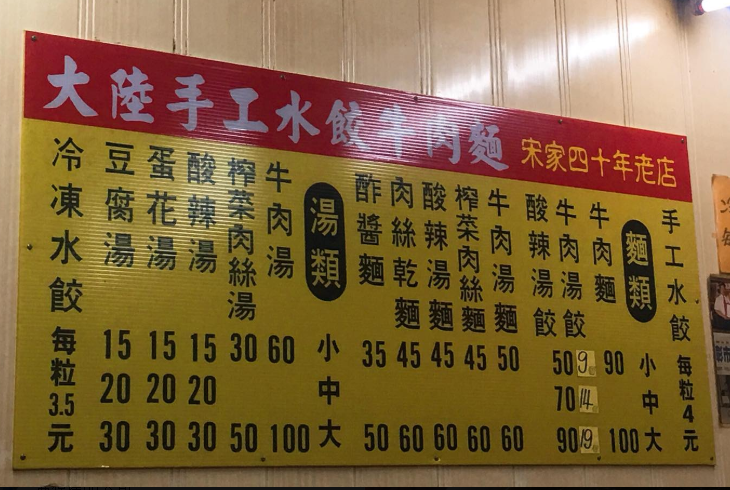 大陸手工水餃牛肉麵 宋家四十年老店
手工水餃 每粒4元
麵類 小 中 大
牛肉麵 90 100
牛肉湯餃 50 70 90
9 14 19
酸辣湯餃
牛肉湯麵 50 60
榨菜肉絲麵 45 60
酸辣湯麵 45 60
肉絲乾麵 45 60
酢醬麵 35 50
湯類 小 中 大
牛肉湯 60 100
榨菜肉絲湯 30 50
酸辣湯 15 20 30
蛋花湯 15 20 30
豆腐湯 15 20 30
冷凍水餃 每粒3.5元